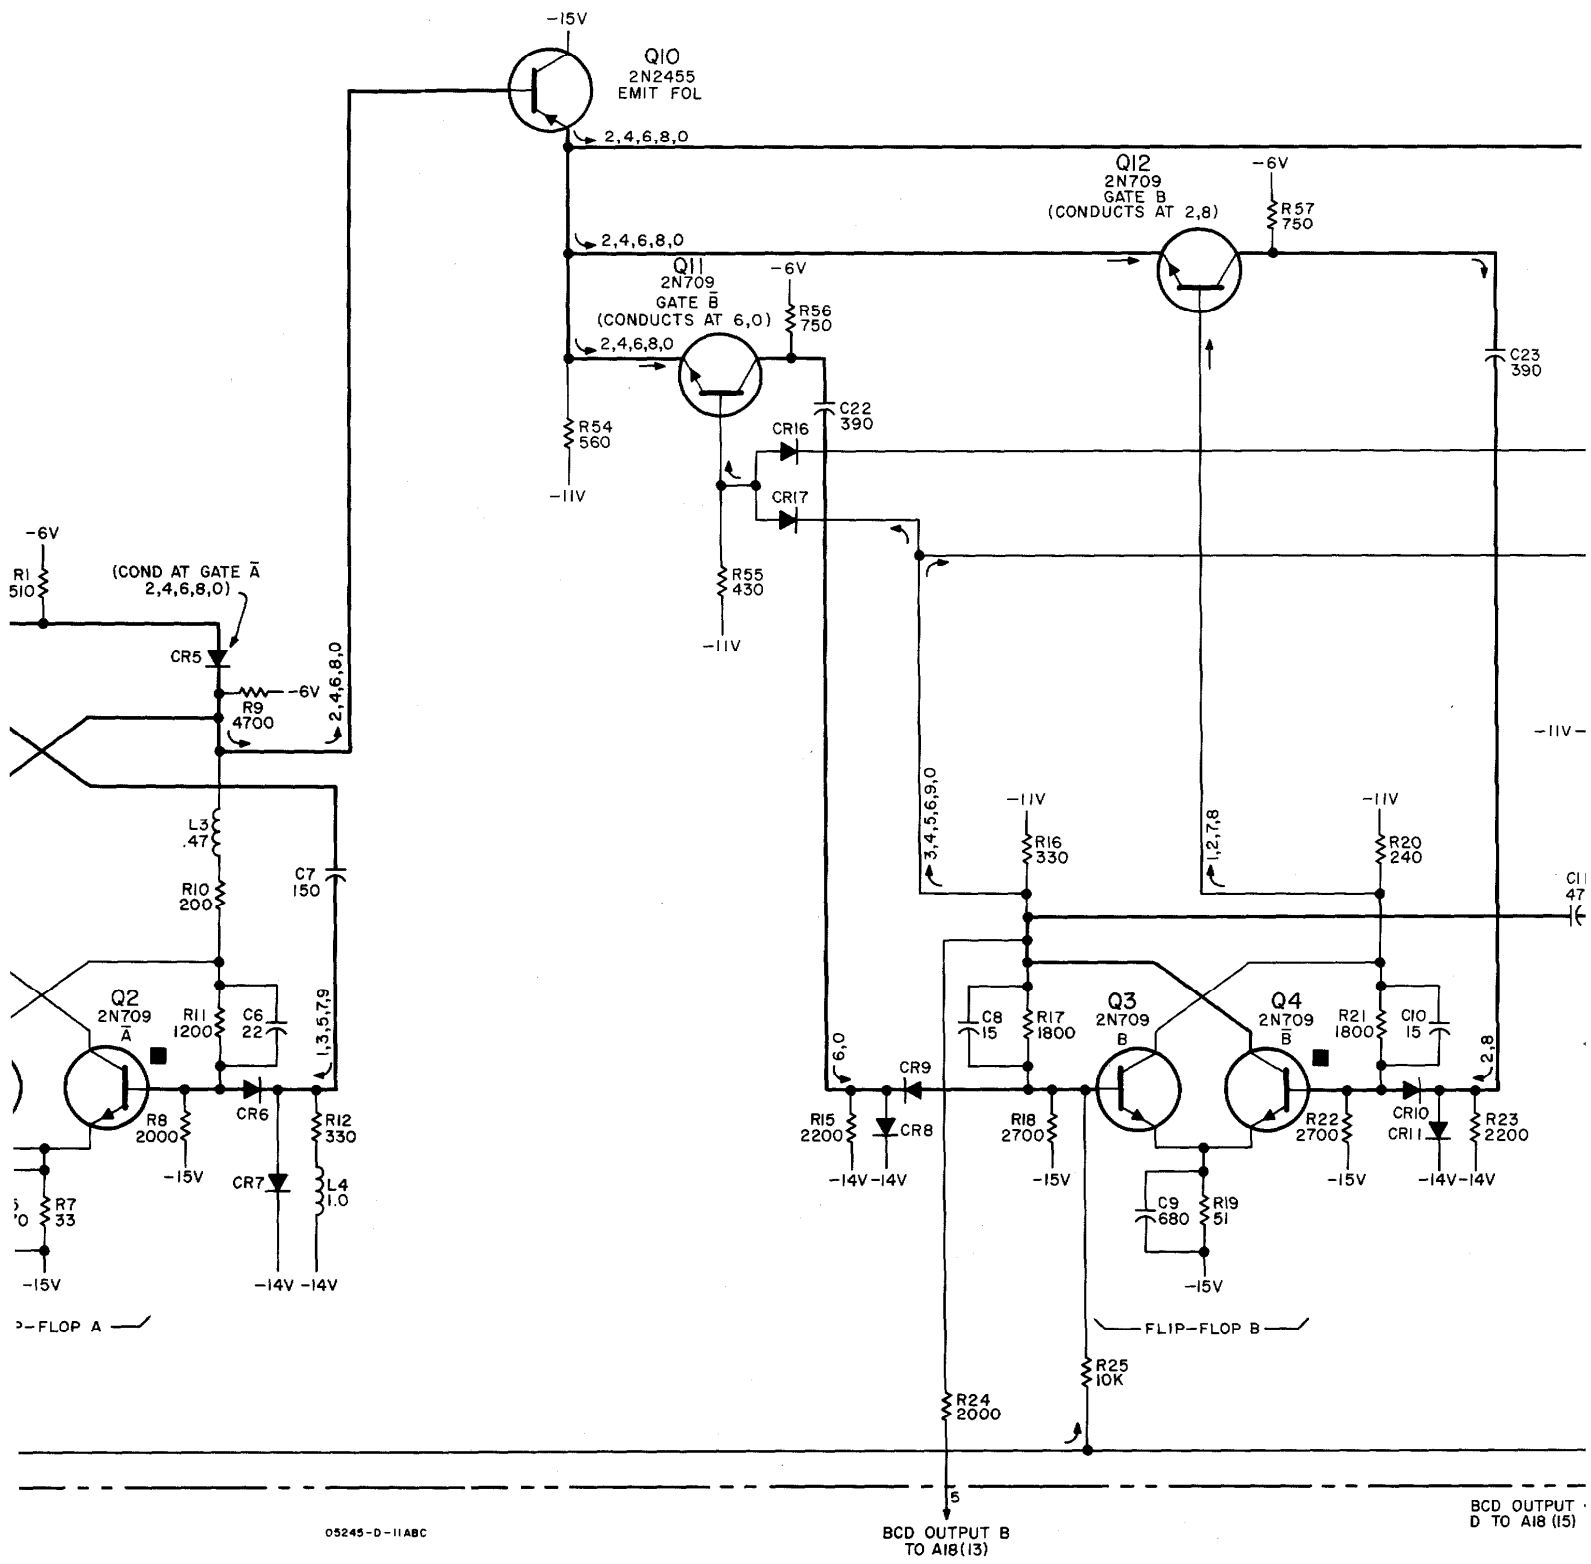 -15V
Q10
2N2455
EMIT FOL
2,4,6,8,0
Q12
2N709
GATE B
(CONDUCTS AT 2,8)
-6V
R57
750
2,4,6,8,0
Q11
2N709
GATE B̅
(CONDUCTS AT 6,0)
-6V
R56
750
2,4,6,8,0
C23
390
C22
390
R54
560
-11V
CR16
CR17
-6V
R1
510
(COND AT GATE A̅
2,4,6,8,0)
R55
430
-11V
CR5
-6V
R9
4700
2,4,6,8,0
-11V-
L3
.47
C7
150
R10
200
3,4,5,6,9,0
-11V
R16
330
1,2,7,8
-11V
R20
240
C11
47
Q2
2N709
A̅
R11
1200
C6
22
1,3,5,7,9
C8
15
R17
1800
Q3
2N709
B
Q4
2N709
B̅
R21
1800
C10
15
6,0
2,8
CR9
R8
2000
-15V
CR6
R12
330
CR7
L4
1.0
R15
2200
CR8
-14V
-14V
R18
2700
-15V
R22
2700
-15V
CR10
CR11
R23
2200
-14V
-14V
R7
33
-15V
-14V
-14V
C9
680
R19
51
-15V
P-FLOP A
FLIP-FLOP B
R25
10K
R24
2000
5
05245-D-11ABC
BCD OUTPUT B
TO A18(13)
BCD OUTPUT
D TO A18 (15)